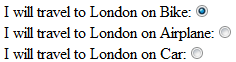 I will travel to London on Bike:
I will travel to London on Airplane:
I will travel to London on Car: